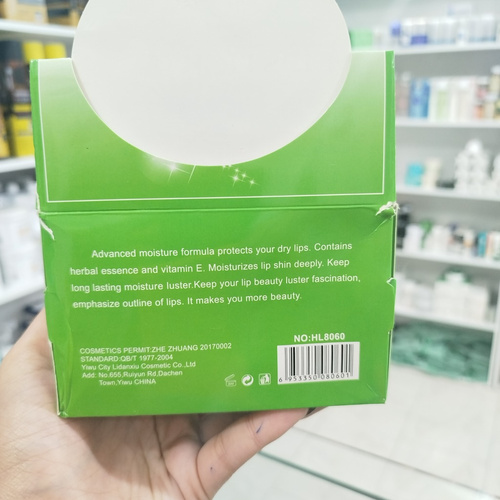 Advanced moisture formula protects your dry lips. Contains
herbal essence and vitamin E. Moisturizes lip shin deeply. Keep
long lasting moisture luster.Keep your lip beauty luster fascination,
emphasize outline of lips. It makes you more beauty.
COSMETICS PERMIT:ZHE ZHUANG 20170002
STANDARD:QB/T 1977-2004
Yiwu City Lidanxiu Cosmetic Co.,Ltd
Add: No.655,Ruiyun Rd,Dachen
Town,Yiwu CHINA
NO:HL8060
6 953350 080601